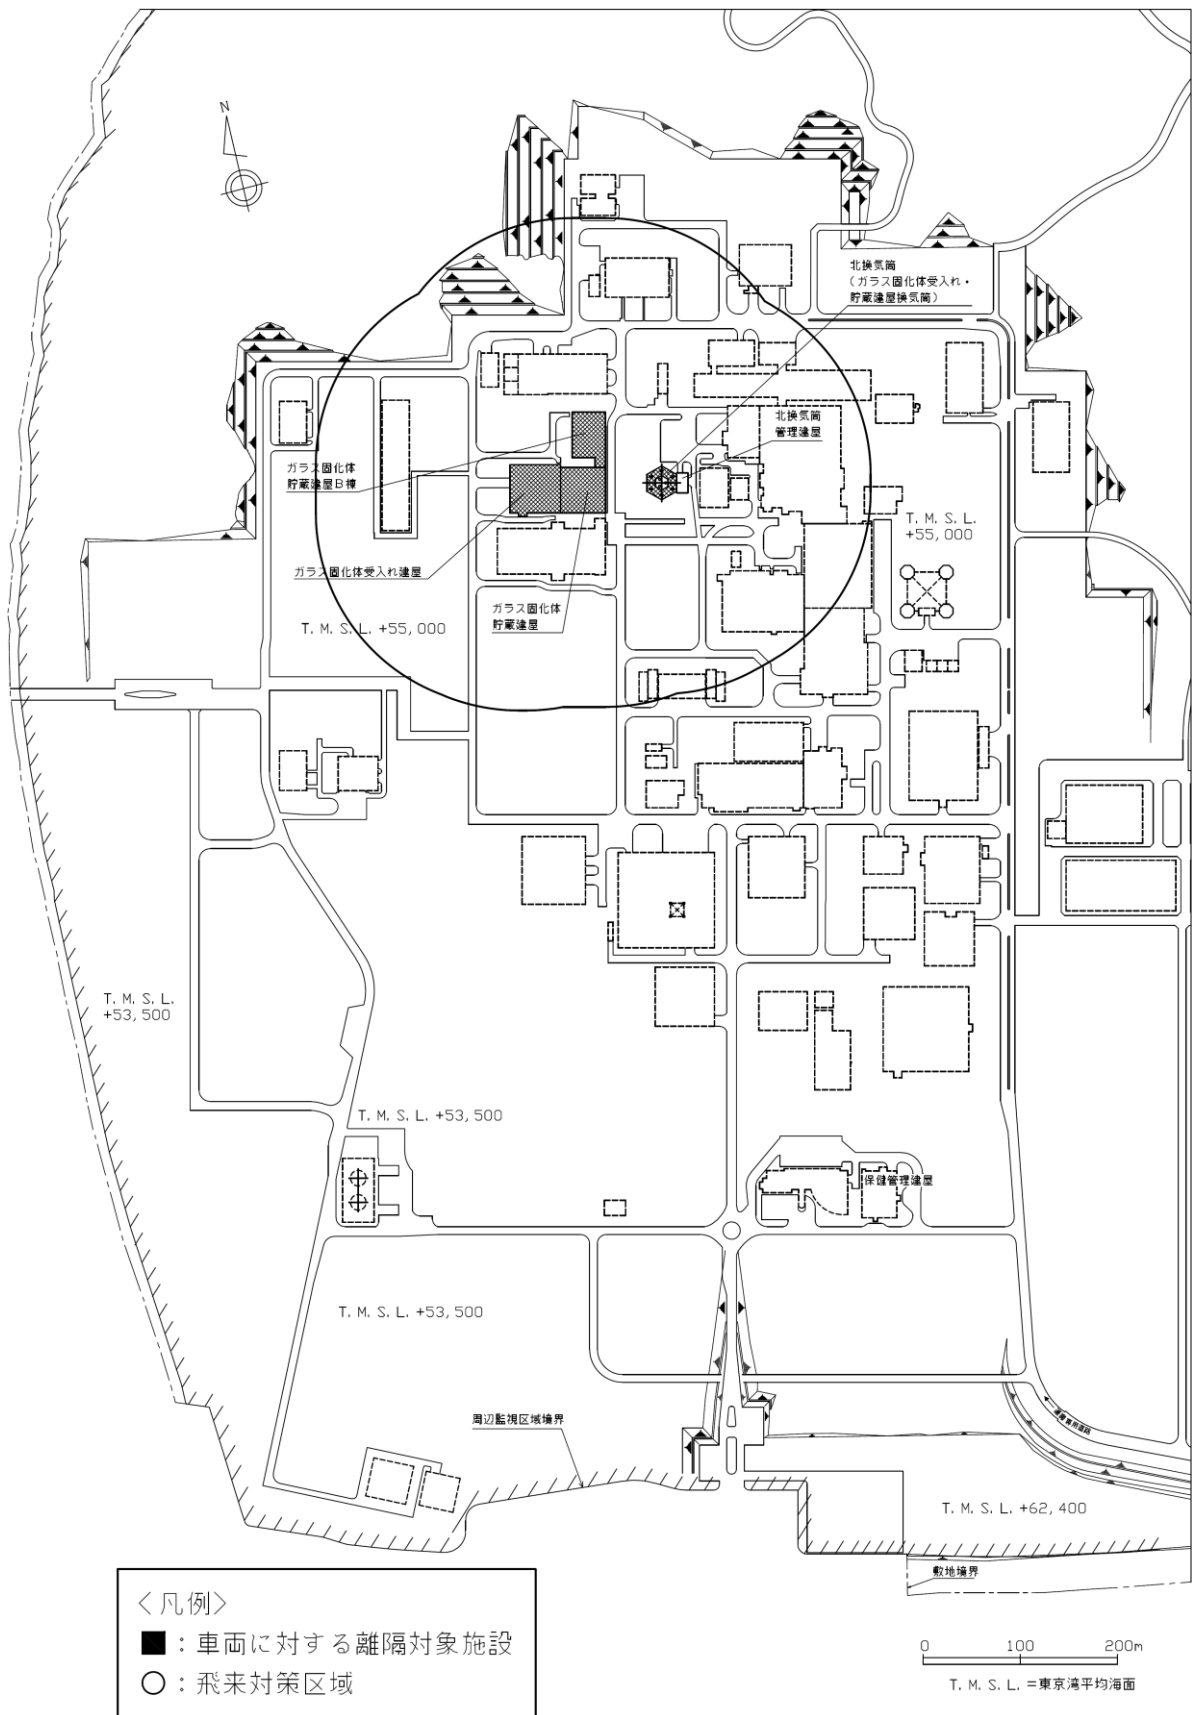 N
北換気筒
(ガラス固化体受入れ・
貯蔵建屋換気筒)
北換気筒
管理建屋
ガラス固化体
貯蔵建屋B棟
T. M. S. L.
+55,000
ガラス固化体受入れ建屋
ガラス固化体
貯蔵建屋
T. M. S. L. +55,000
T. M. S. L.
+53,500
T. M. S. L. +53,500
保健管理建屋
T. M. S. L. +53,500
周辺監視区域境界
T. M. S. L. +62,400
敷地境界
<凡例>
■:車両に対する離隔対象施設
○:飛来対策区域
0 100 200m
T. M. S. L. =東京湾平均海面